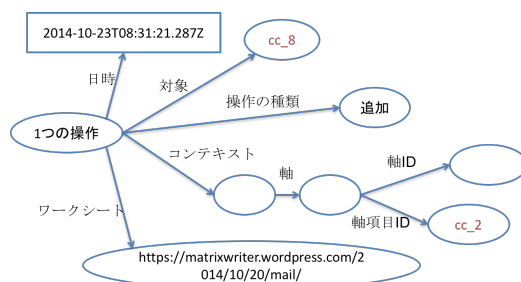 2014-10-23T08:31:21.287Z
cc_8
日時
対象
操作の種類
追加
1つの操作
コンテキスト
軸
軸ID
ワークシート
軸項目ID
cc_2
https://matrixwriter.wordpress.com/2
014/10/20/mail/